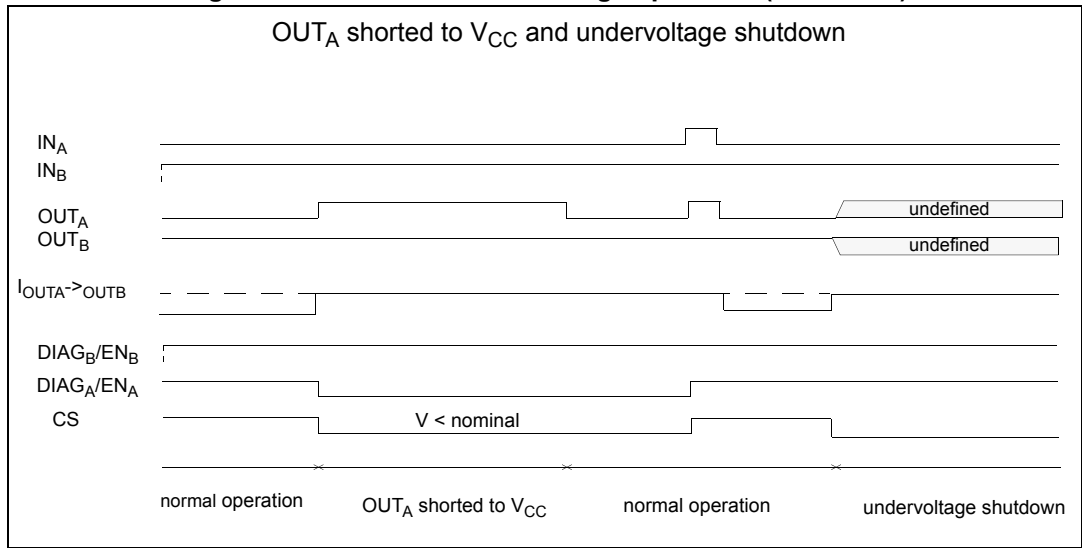 OUTA shorted to VCC and undervoltage shutdown
INA
INB
OUTA
undefined
OUTB
undefined
IOUTA->OUTB
DIAGB/ENB
DIAGA/ENA
CS
V < nominal
normal operation
OUTA shorted to VCC
normal operation
undervoltage shutdown